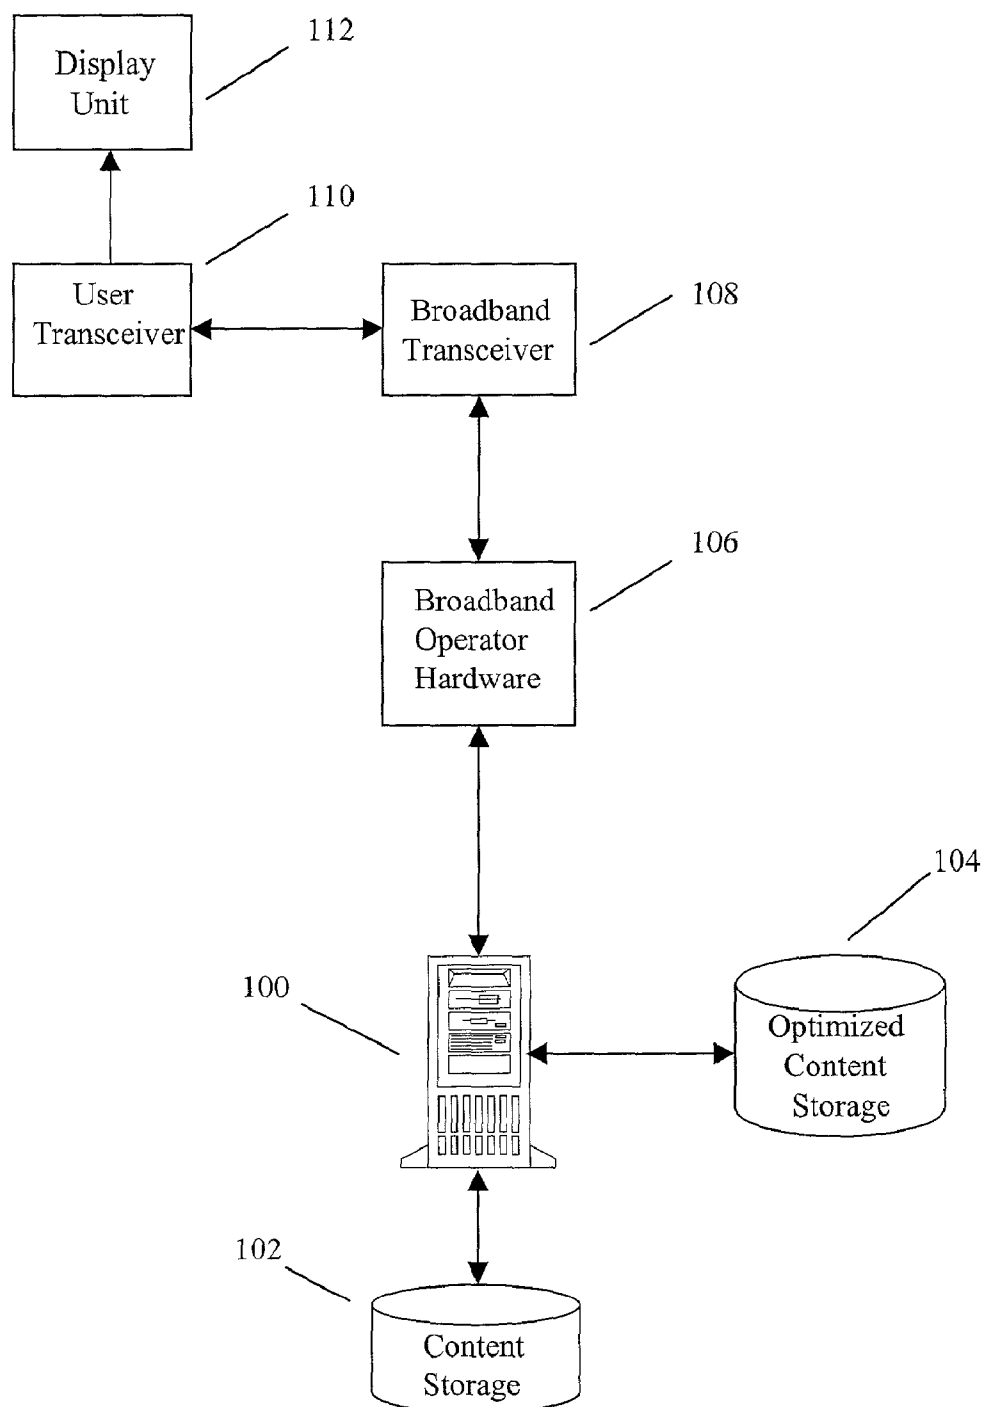 112
Display
Unit
110
User
Transceiver
108
Broadband
Transceiver
106
Broadband
Operator
Hardware
104
100
Optimized
Content
Storage
102
Content
Storage